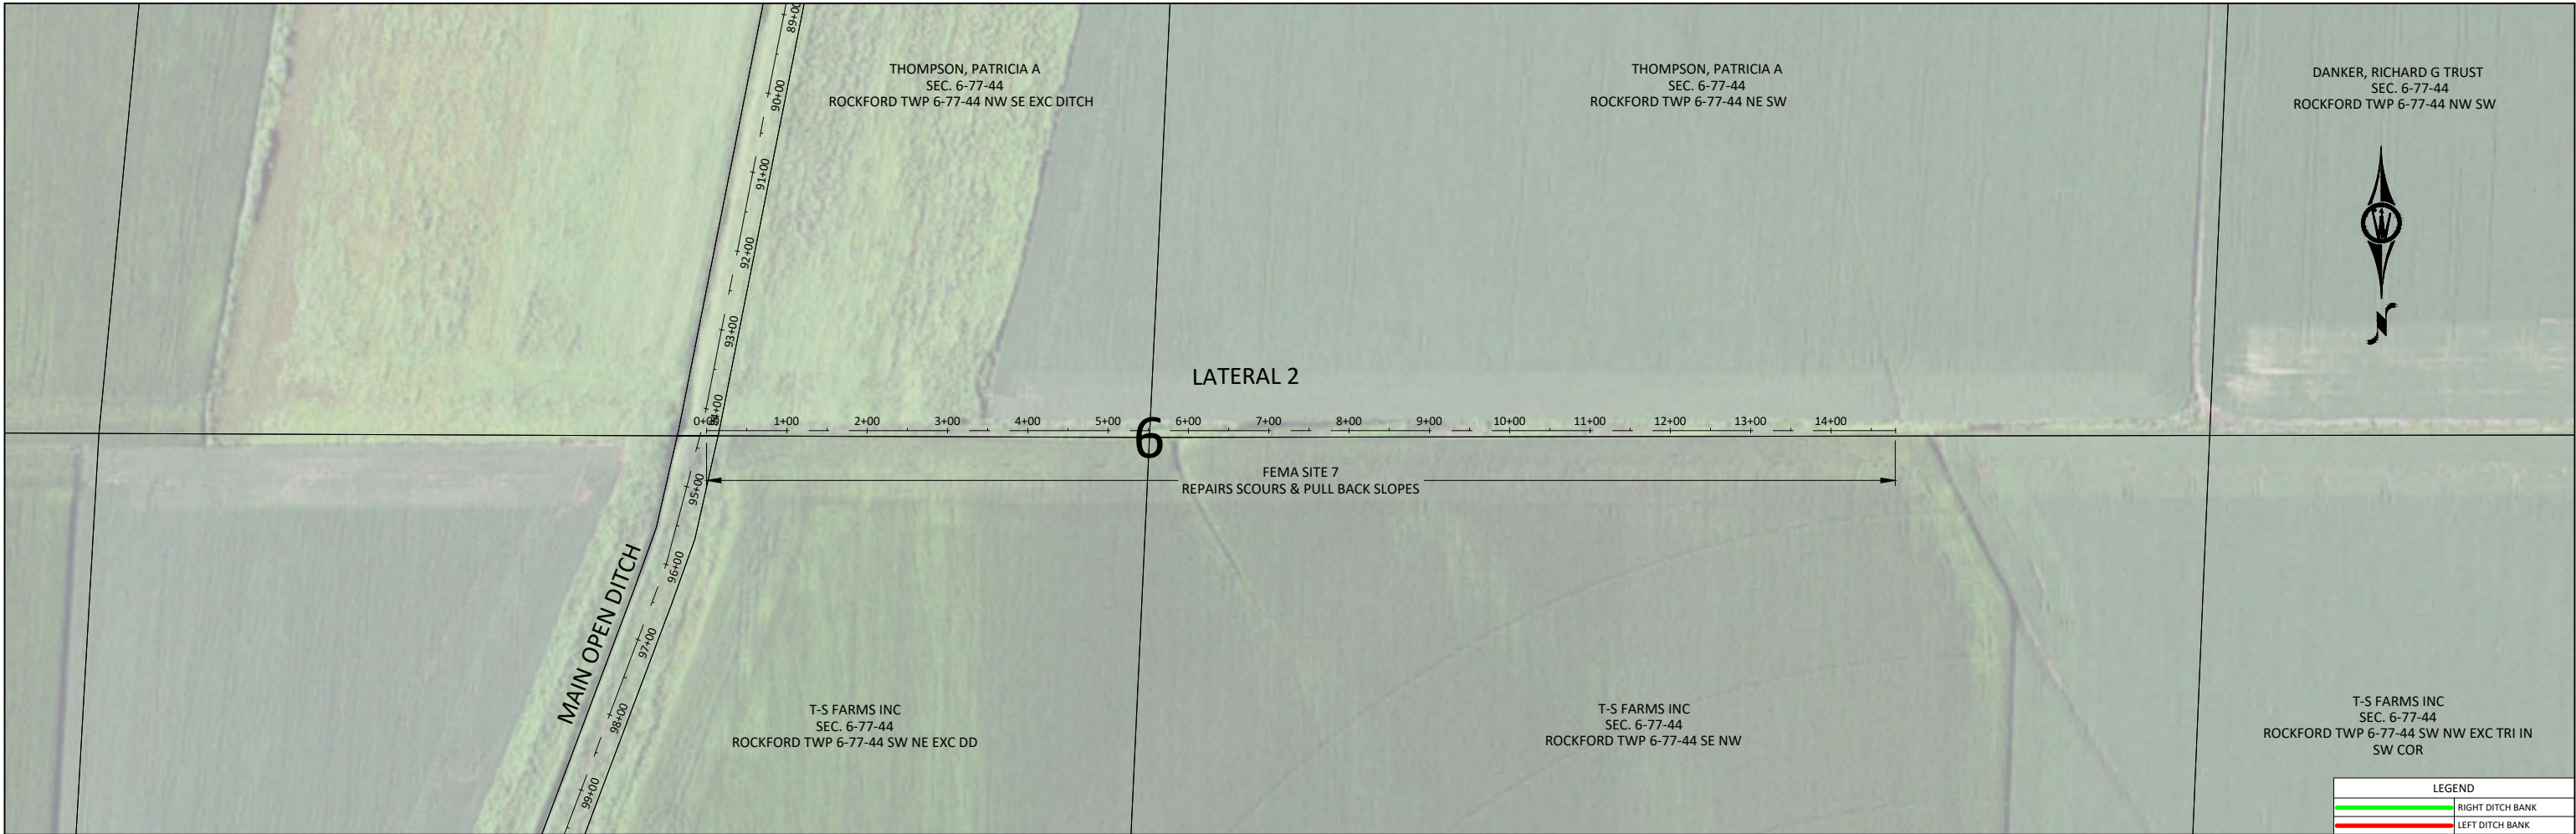 THOMPSON, PATRICIA A
SEC. 6-77-44
ROCKFORD TWP 6-77-44 NW SE EXC DITCH
THOMPSON, PATRICIA A
SEC. 6-77-44
ROCKFORD TWP 6-77-44 NE SW
DANKER, RICHARD G TRUST
SEC. 6-77-44
ROCKFORD TWP 6-77-44 NW SW
N
89+00
90+00
91+00
92+00
93+00
94+00
95+00
96+00
97+00
98+00
99+00
MAIN OPEN DITCH
LATERAL 2
0+00
1+00
2+00
3+00
4+00
5+00
6
6+00
7+00
8+00
9+00
10+00
11+00
12+00
13+00
14+00
FEMA SITE 7
REPAIRS SCOURS & PULL BACK SLOPES
T-S FARMS INC
SEC. 6-77-44
ROCKFORD TWP 6-77-44 SW NE EXC DD
T-S FARMS INC
SEC. 6-77-44
ROCKFORD TWP 6-77-44 SE NW
T-S FARMS INC
SEC. 6-77-44
ROCKFORD TWP 6-77-44 SW NW EXC TRI IN
SW COR
LEGEND
RIGHT DITCH BANK
LEFT DITCH BANK